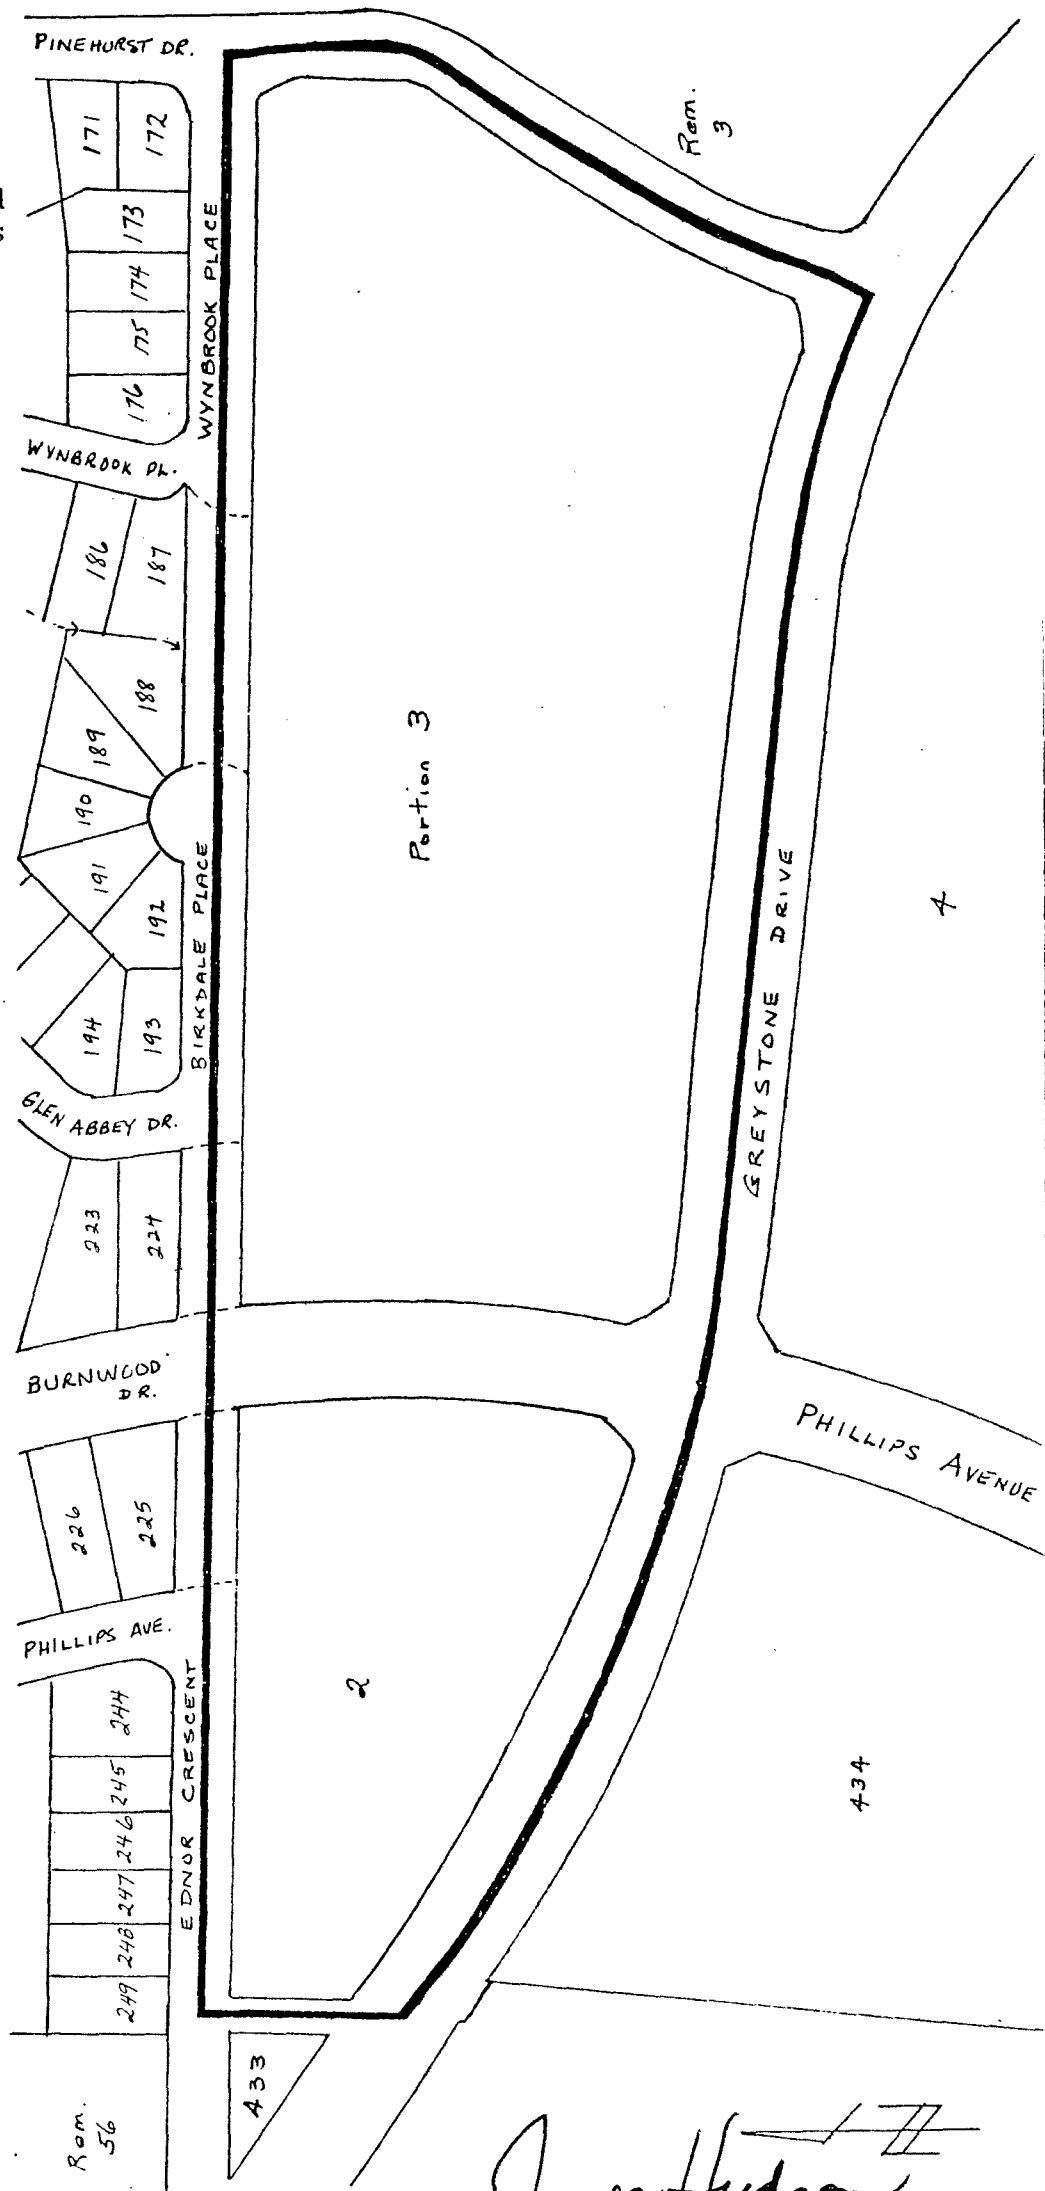 PINEHURST DR.
171
172
173
174
175
176
WYNBROOK PLACE
WYNBROOK PL.
186
187
188
189
190
191
192
193
194
BIRKDALE PLACE
GLEN ABBEY DR.
223
224
BURNWOOD
DR.
226
225
PHILLIPS AVE.
244
245
246
247
248
249
EDNOR CRESCENT
Rem.
56
433
2
Portion 3
Rem.
3
GREYSTONE DRIVE
4
PHILLIPS AVENUE
434